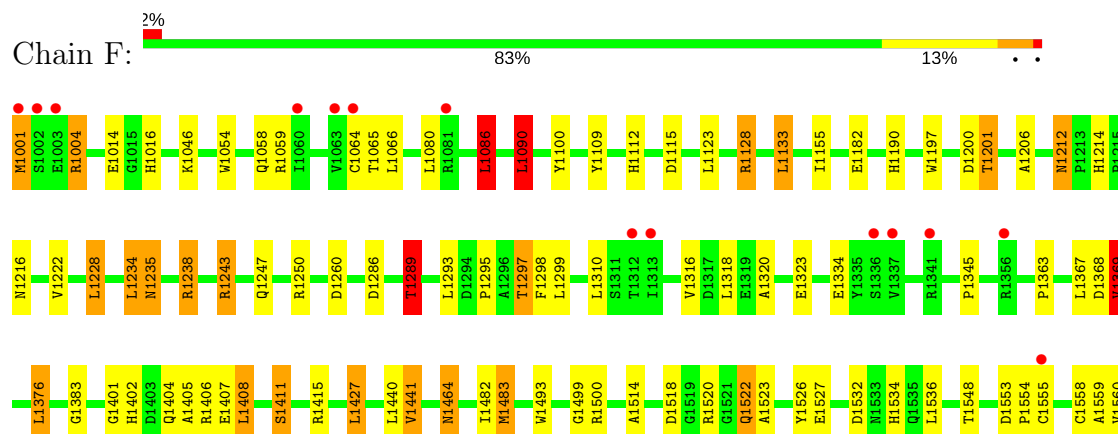 2%
Chain F:
83% 13% . .
M1001 S1002 E1003 R1004 E1014 G1015 H1016 K1046 W1054 Q1058 R1059 I1060 V1063 C1064 T1065 L1066 L1080 R1081 L1086 L1090 Y1100 Y1109 H1112 D1115 L1123 R1128 L1133 I1155 E1182 H1190 W1197 D1200 T1201 A1206 N1212 P1213 H1214 P1215
N1216 V1222 L1228 L1234 N1235 R1238 R1243 Q1247 R1250 D1260 D1286 T1289 L1293 D1294 P1295 A1296 T1297 F1298 L1299 L1310 S1311 T1312 I1313 V1316 D1317 L1318 E1319 A1320 E1323 E1334 Y1335 S1336 V1337 R1341 P1345 R1356 P1363 L1367 D1368 V1369
L1376 G1383 G1401 H1402 D1403 Q1404 A1405 R1406 E1407 L1408 S1411 R1415 L1427 L1440 V1441 N1464 I1482 M1483 W1493 G1499 R1500 A1514 D1518 G1519 R1520 G1521 Q1522 A1523 Y1526 E1527 D1532 N1533 H1534 Q1535 L1536 T1548 D1553 P1554 C1555 C1558 A1559